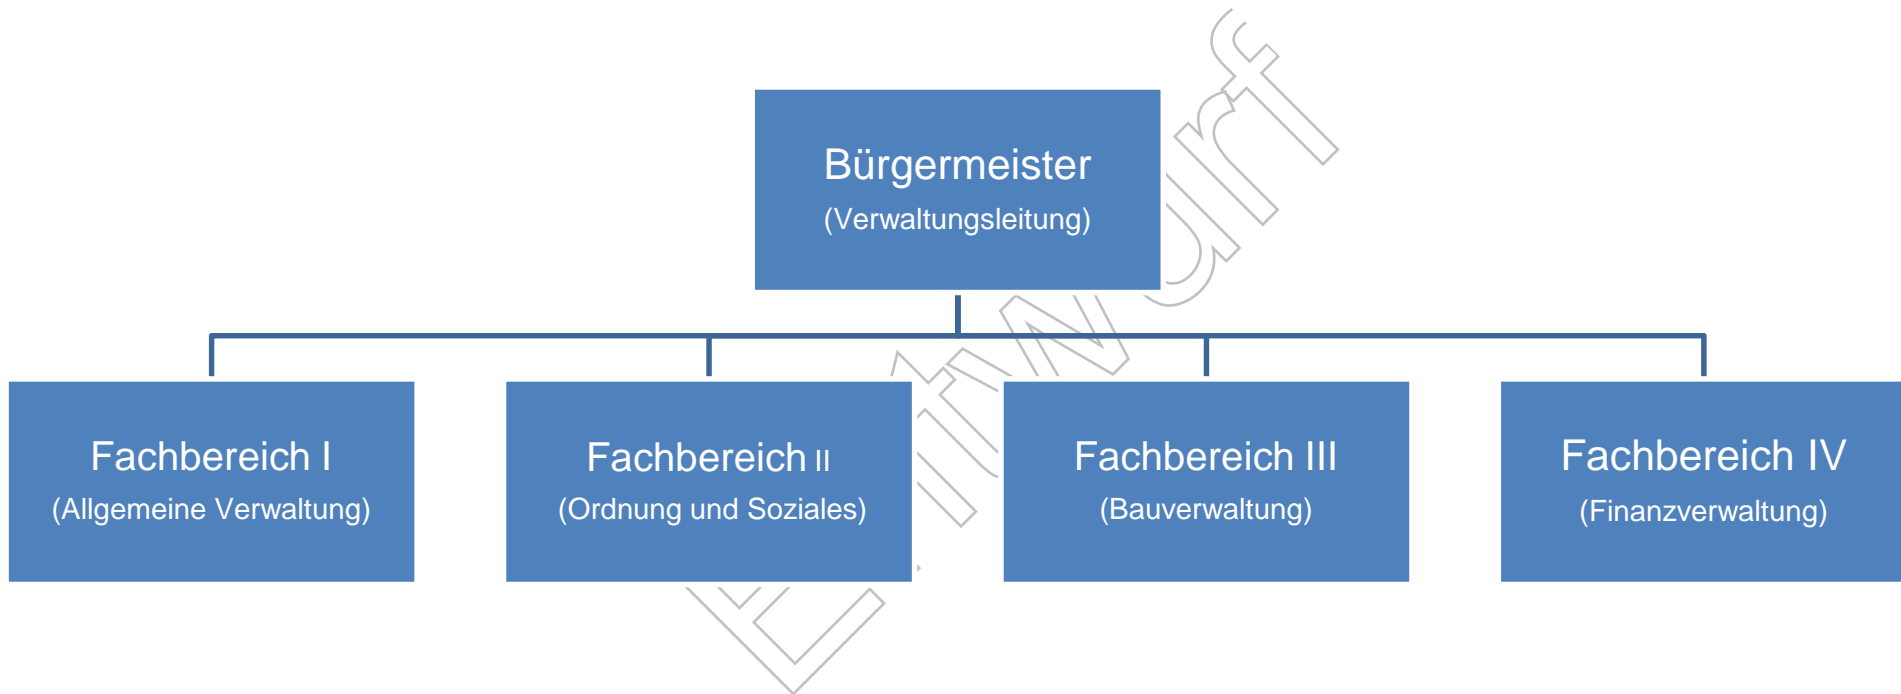 Bürgermeister
(Verwaltungsleitung)
Fachbereich I
(Allgemeine Verwaltung)
Fachbereich II
(Ordnung und Soziales)
Fachbereich III
(Bauverwaltung)
Fachbereich IV
(Finanzverwaltung)
Entwurf